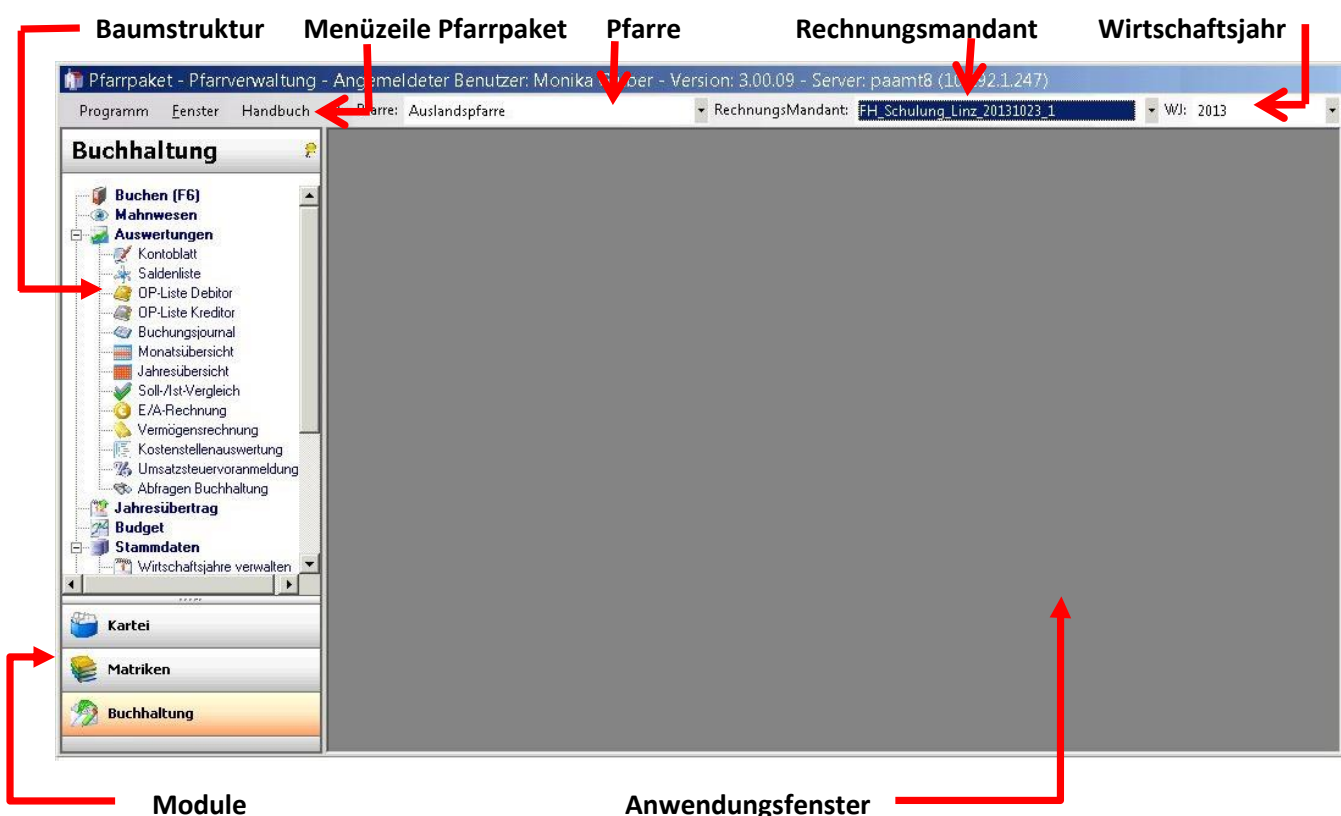 Baumstruktur Menüzeile Pfarrpaket Pfarre Rechnungsmandant Wirtschaftsjahr
Pfarrpaket - Pfarrverwaltung - Angemeldeter Benutzer: Monika - Version: 3.00.09 - Server: paamt8
Programm Fenster Handbuch Pfarre: Auslandspfarre RechnungsMandant: FH_Schulung_Linz_20131023_1 WJ: 2013
Buchhaltung
Buchen (F6)
Mahnwesen
Auswertungen
Kontoblatt
Saldenliste
OP-Liste Debitor
OP-Liste Kreditor
Buchungsjournal
Monatsübersicht
Jahresübersicht
Soll-/Ist-Vergleich
E/A-Rechnung
Vermögensrechnung
Kostenstellenauswertung
Umsatzsteuervoranmeldung
Abfragen Buchhaltung
Jahresübertrag
Budget
Stammdaten
Wirtschaftsjahre verwalten
Kartei
Matriken
Buchhaltung
Module Anwendungsfenster